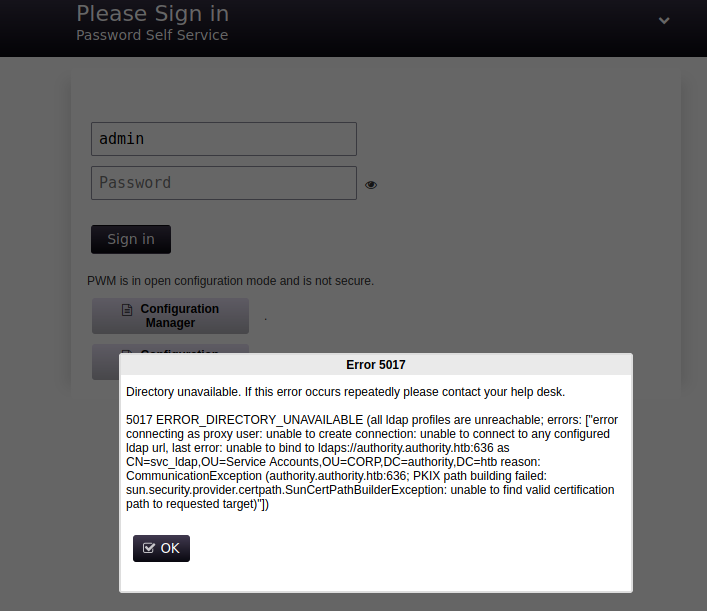 Please Sign in
Password Self Service
admin
Password
Sign in
PWM is in open configuration mode and is not secure.
Configuration
Manager
.
Configuration
Error 5017
Directory unavailable. If this error occurs repeatedly please contact your help desk.
5017 ERROR_DIRECTORY_UNAVAILABLE (all ldap profiles are unreachable; errors: ["error
connecting as proxy user: unable to create connection: unable to connect to any configured
ldap url, last error: unable to bind to ldaps://authority.authority.htb:636 as
CN=svc_ldap,OU=Service Accounts,OU=CORP,DC=authority,DC=htb reason:
CommunicationException (authority.authority.htb:636; PKIX path building failed:
sun.security.provider.certpath.SunCertPathBuilderException: unable to find valid certification
path to requested target)"])
OK